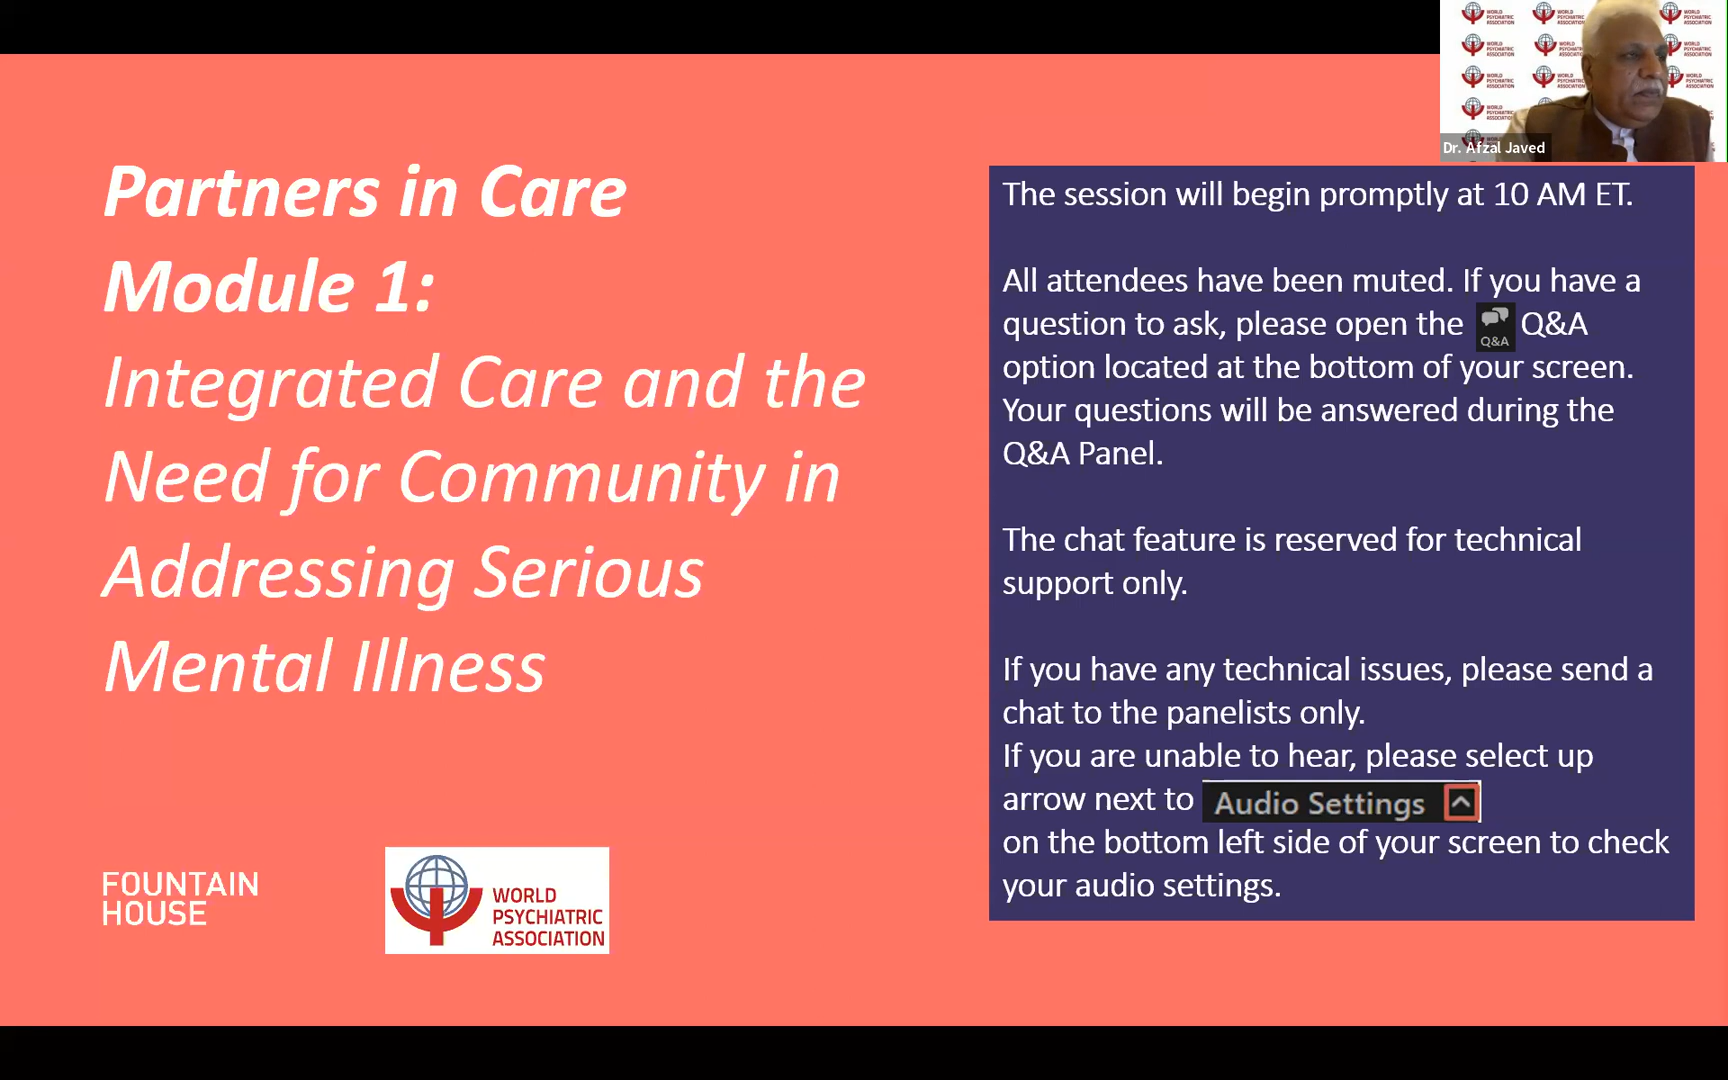 Partners in Care
Module 1:
Integrated Care and the
Need for Community in
Addressing Serious
Mental Illness
FOUNTAIN
HOUSE
WORLD
PSYCHIATRIC
ASSOCIATION
Dr. Afzal Javed
The session will begin promptly at 10 AM ET.
All attendees have been muted. If you have a
question to ask, please open the Q&A Q&A
option located at the bottom of your screen.
Your questions will be answered during the
Q&A Panel.
The chat feature is reserved for technical
support only.
If you have any technical issues, please send a
chat to the panelists only.
If you are unable to hear, please select up
arrow next to Audio Settings
on the bottom left side of your screen to check
your audio settings.